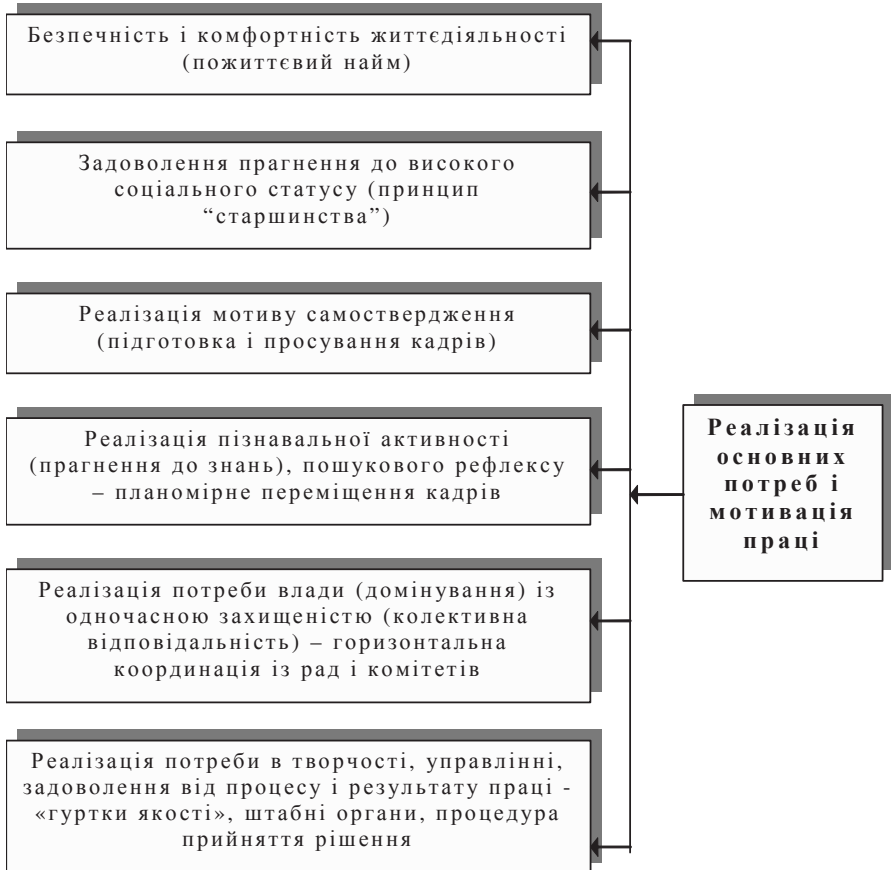 Безпечність і комфортність життєдіяльності
(пожиттєвий найм)
Задоволення прагнення до високого
соціального статусу (принцип
“старшинства”)
Реалізація мотиву самоствердження
(підготовка і просування кадрів)
Реалізація пізнавальної активності
(прагнення до знань), пошукового рефлексу
– планомірне переміщення кадрів
Реалізація потреби влади (домінування) із
одночасною захищеністю (колективна
відповідальність) – горизонтальна
координація із рад і комітетів
Реалізація потреби в творчості, управлінні,
задоволення від процесу і результату праці -
«гуртки якості», штабні органи, процедура
прийняття рішення
Реалізація
основних
потреб і
мотивація
праці